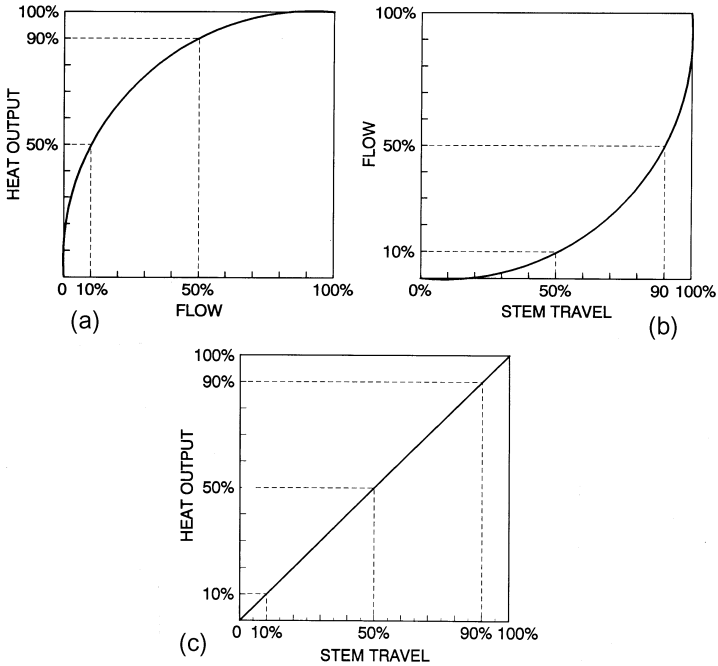 100%
90%
50%
HEAT OUTPUT
0 10% 50% 100%
FLOW
(a)
100%
50%
10%
FLOW
0% 50% 90 100%
STEM TRAVEL
(b)
100%
90%
50%
10%
HEAT OUTPUT
0 10% 50% 90% 100%
STEM TRAVEL
(c)